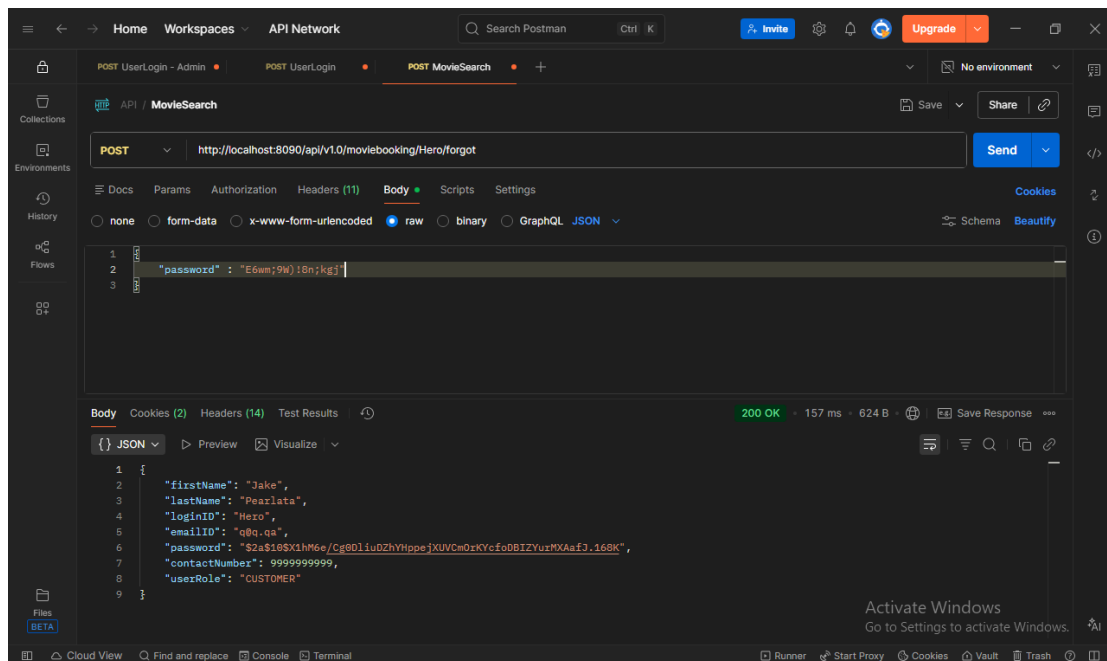 Home Workspaces API Network Search Postman Ctrl K Invite Upgrade
POST UserLogin - Admin POST UserLogin POST MovieSearch No environment
HTTP API / MovieSearch Save Share
Collections
POST http://localhost:8090/api/v1.0/moviebooking/Hero/forgot Send
Environments
Docs Params Authorization Headers (11) Body Scripts Settings Cookies
History
none form-data x-www-form-urlencoded raw binary GraphQL JSON Schema Beautify
Flows
1 {
2 "password" : "E6wm;9W)!8n;kgj"
3 }
Body Cookies (2) Headers (14) Test Results 200 OK 157 ms 624 B e.g. Save Response
{} JSON Preview Visualize
1 {
2 "firstName": "Jake",
3 "lastName": "Pearlata",
4 "loginID": "Hero",
5 "emailID": "q@q.qa",
6 "password": "$2a$10$X1hM6e/Cg0DliuDZhYHppejXUVCmOrKYcfoDBIZYurMXAafJ.168K",
7 "contactNumber": 9999999999,
8 "userRole": "CUSTOMER"
9 }
Files
BETA
Activate Windows
Go to Settings to activate Windows.
AI
Cloud View Find and replace Console Terminal Runner Start Proxy Cookies Vault Trash